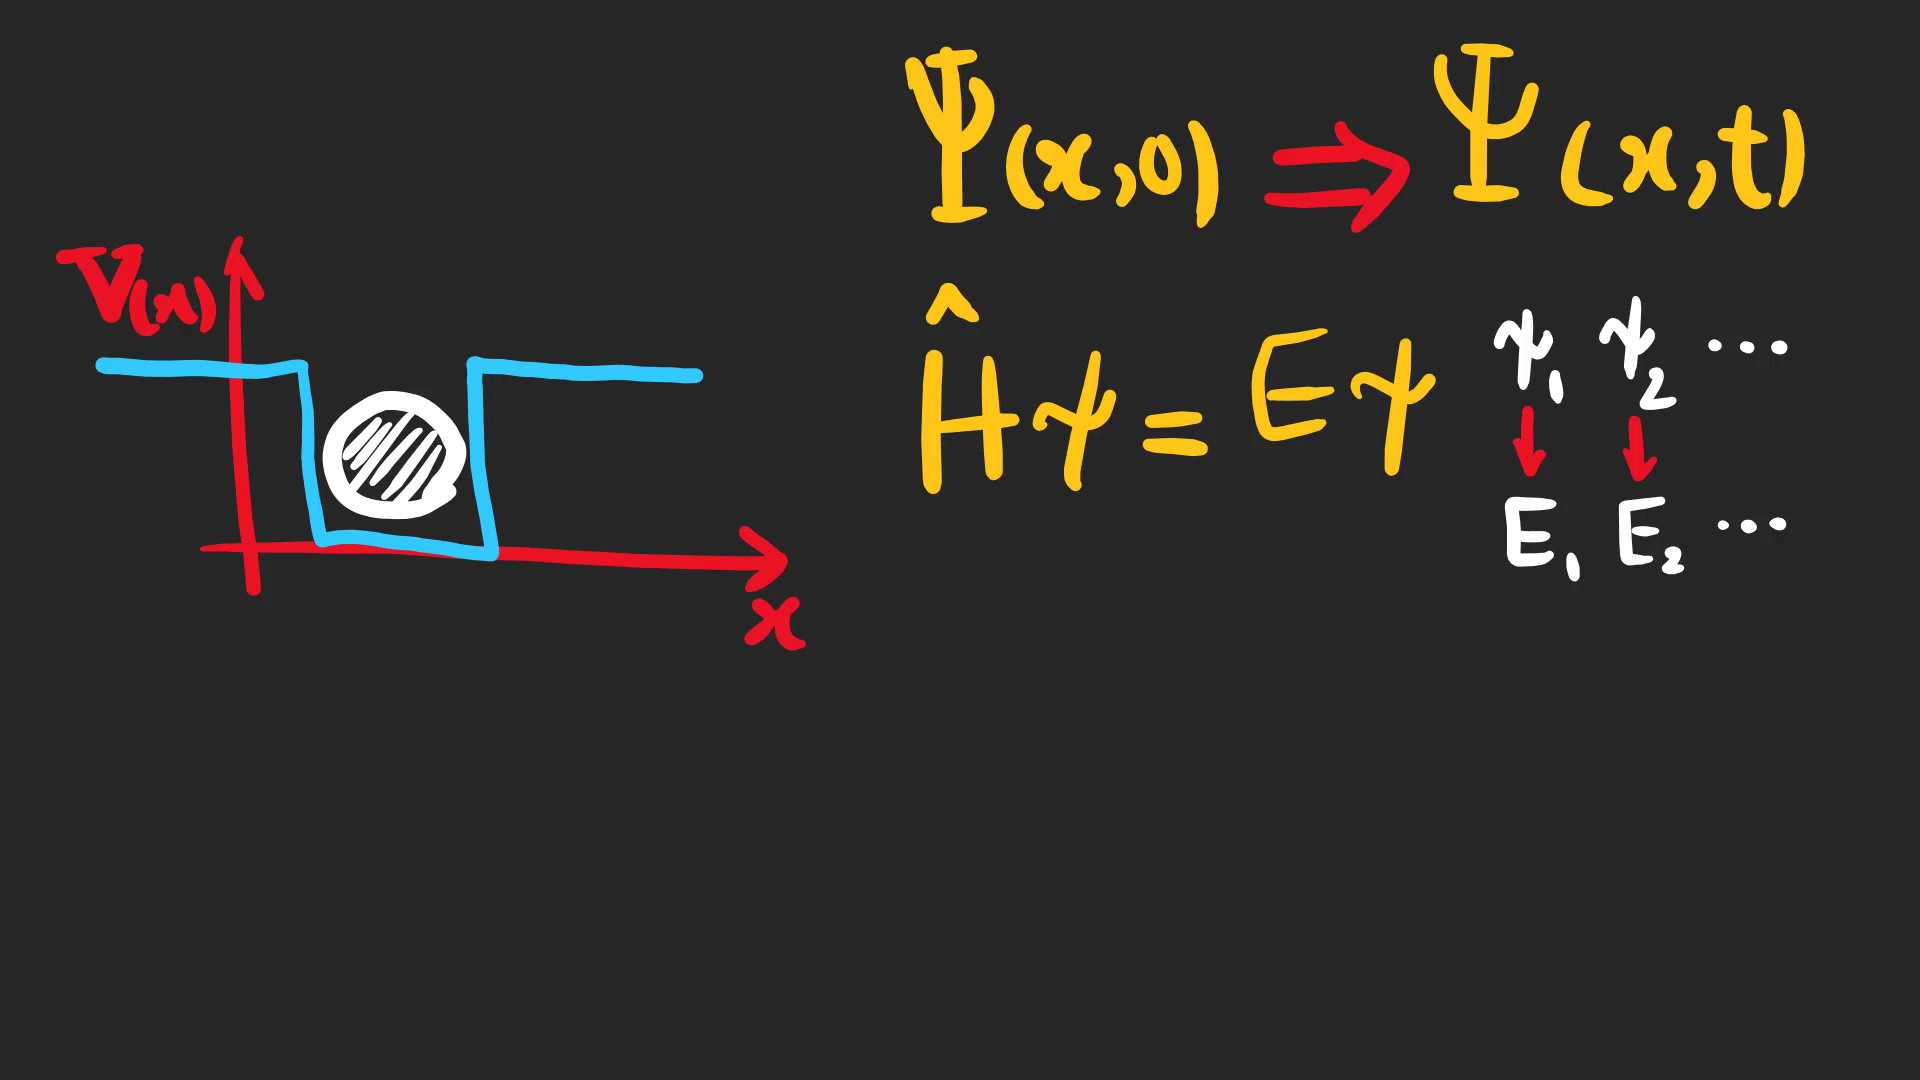 Ψ(x,0) ⇒ Ψ(x,t)
V(x)
Ĥψ = Eψ
ψ₁ ψ₂ ...
E₁ E₂ ...
x